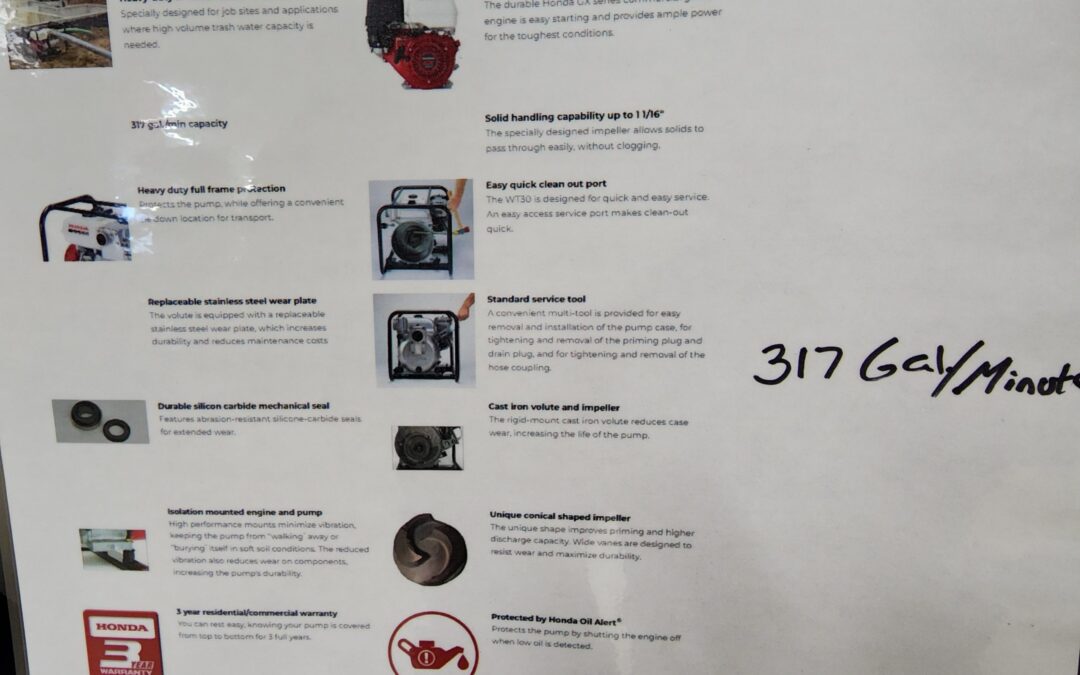 Specially designed for job sites and applications
where high volume trash water capacity is
needed.
The durable Honda GX series
engine is easy starting and provides ample power
for the toughest conditions.
317 gal./min capacity
Solid handling capability up to 1 1/16"
The specially designed impeller allows solids to
pass through easily, without clogging.
Heavy duty full frame protection
Protects the pump, while offering a convenient
down location for transport.
HONDA
Easy quick clean out port
The WT30 is designed for quick and easy service.
An easy access service port makes clean-out
quick.
Replaceable stainless steel wear plate
The volute is equipped with a replaceable
stainless steel wear plate, which increases
durability and reduces maintenance costs
Standard service tool
A convenient multi-tool is provided for easy
removal and installation of the pump case, for
tightening and removal of the priming plug and
drain plug, and for tightening and removal of the
hose coupling.
317 Gal/Minute
Durable silicon carbide mechanical seal
Features abrasion-resistant silicone-carbide seals
for extended wear.
Cast iron volute and impeller
The rigid-mount cast iron volute reduces case
wear, increasing the life of the pump.
Isolation mounted engine and pump
High performance mounts minimize vibration,
keeping the pump from "walking" away or
"burying" itself in soft soil conditions. The reduced
vibration also reduces wear on components,
increasing the pump's durability.
Unique conical shaped impeller
The unique shape improves priming and higher
discharge capacity. Wide vanes are designed to
resist wear and maximize durability.
HONDA
3 YEAR
WARRANTY
3 year residential/commercial warranty
You can rest easy, knowing your pump is covered
from top to bottom for 3 full years.
Protected by Honda Oil Alert®
Protects the pump by shutting the engine off
when low oil is detected.